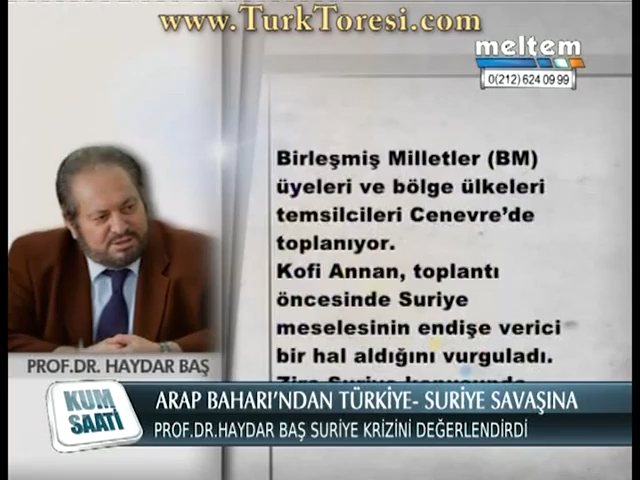 www.TurkToresi.com
meltem
0(212) 624 09 99
Birleşmiş Milletler (BM)
üyeleri ve bölge ülkeleri
temsilcileri Cenevre’de
toplanıyor.
Kofi Annan, toplantı
öncesinde Suriye
meselesinin endişe verici
bir hal aldığını vurguladı.
Zira Suriye konusunda
PROF.DR. HAYDAR BAŞ
KUM
SAATİ
ARAP BAHARI’NDAN TÜRKİYE- SURİYE SAVAŞINA
PROF.DR.HAYDAR BAŞ SURİYE KRİZİNİ DEĞERLENDİRDİ